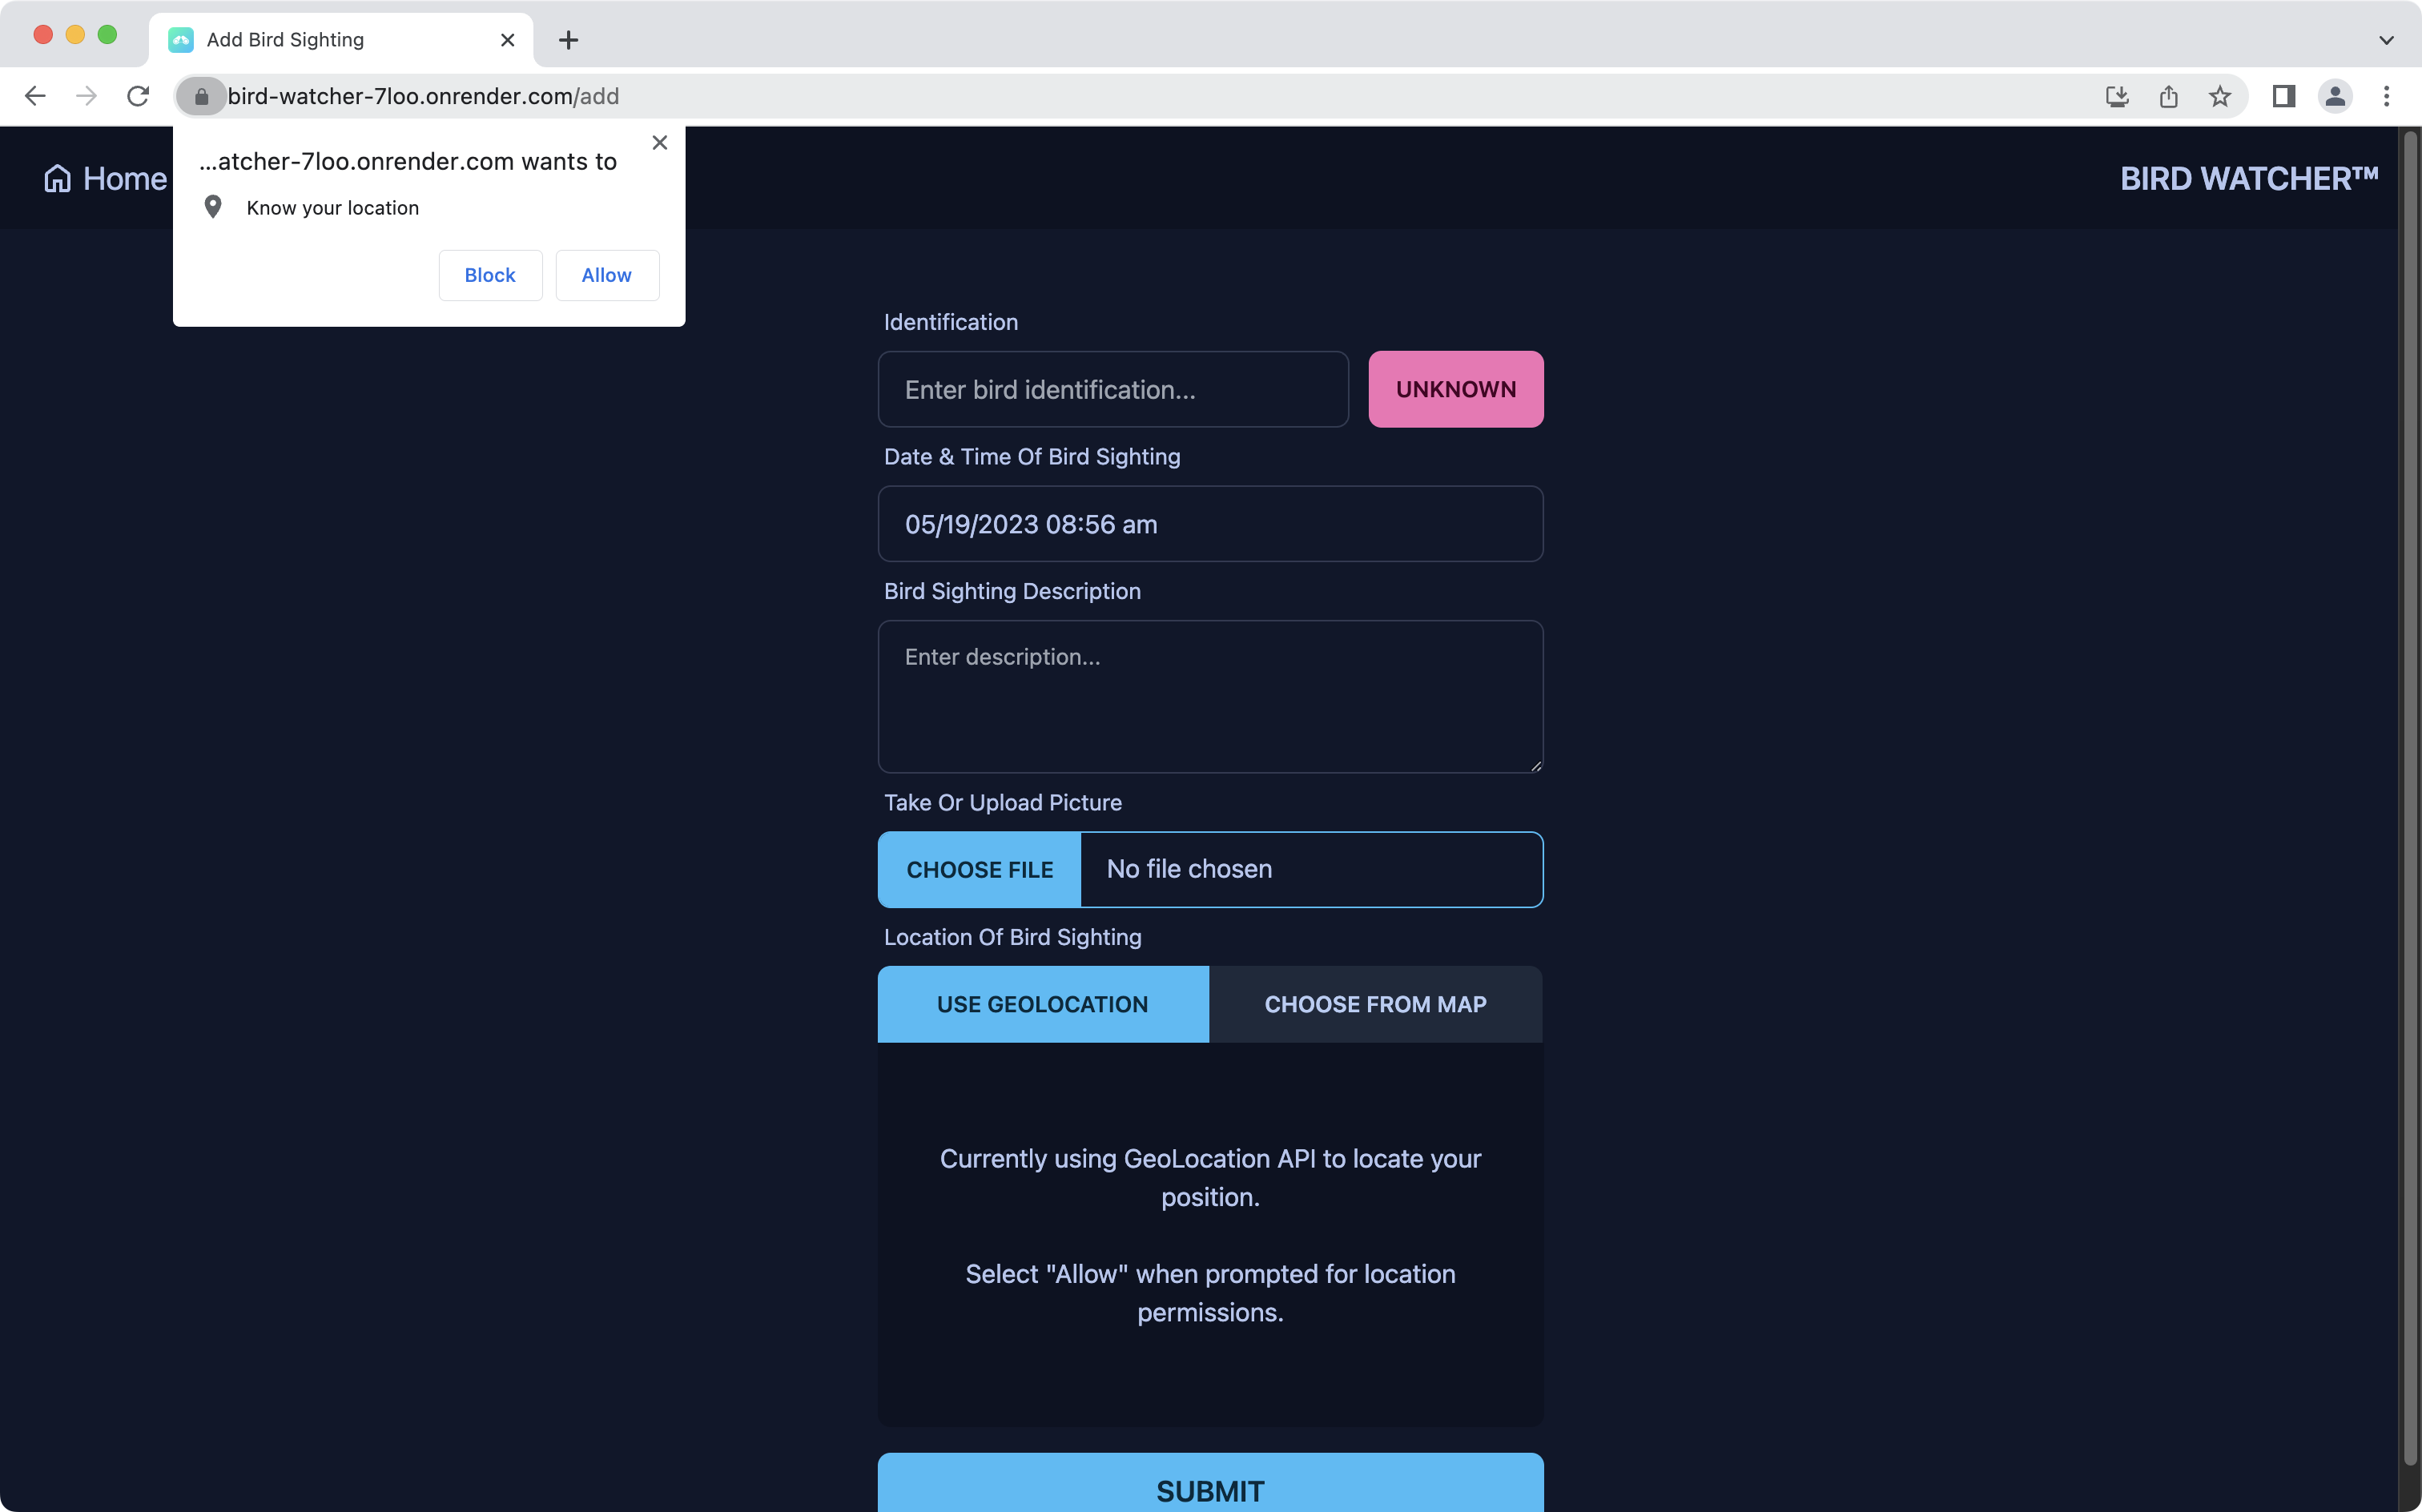 Add Bird Sighting
bird-watcher-7loo.onrender.com/add
...atcher-7loo.onrender.com wants to
Know your location
Block Allow
Home
BIRD WATCHER™
Identification
Enter bird identification...
UNKNOWN
Date & Time Of Bird Sighting
05/19/2023 08:56 am
Bird Sighting Description
Enter description...
Take Or Upload Picture
CHOOSE FILE No file chosen
Location Of Bird Sighting
USE GEOLOCATION CHOOSE FROM MAP
Currently using GeoLocation API to locate your
position.
Select "Allow" when prompted for location
permissions.
SUBMIT